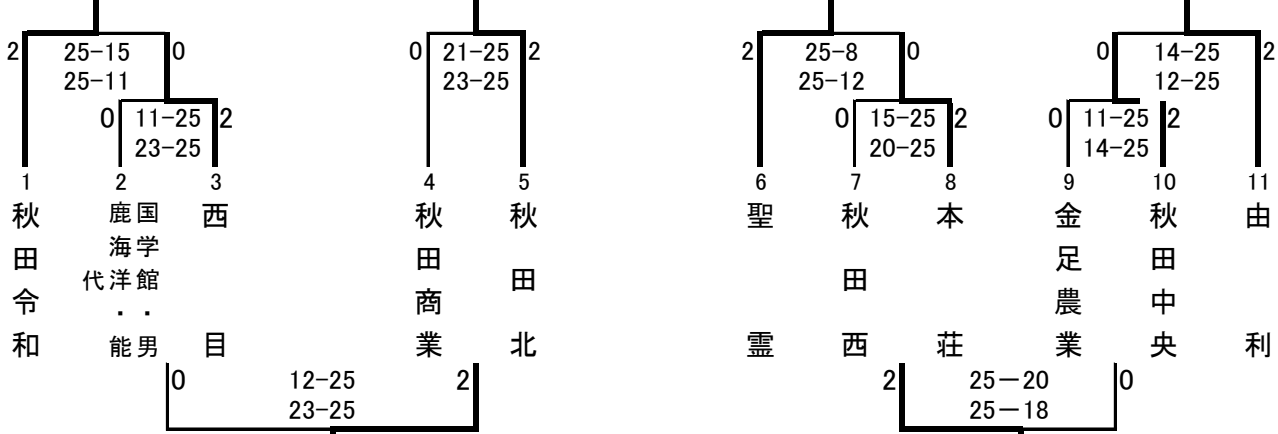 2 25-15 0
25-11
0 11-25 2
23-25
0 21-25 2
23-25
2 25-8 0
25-12
0 15-25 2
20-25
0 14-25 2
12-25
0 11-25 2
14-25
1 2 3 4 5 6 7 8 9 10 11
秋田令和
国学館・男
鹿海洋・能
代
西目
秋田商業
秋田北
聖霊
秋田西
本荘
金足農業
秋田中央
由利
0 12-25 2
23-25
2 25-20 0
25-18